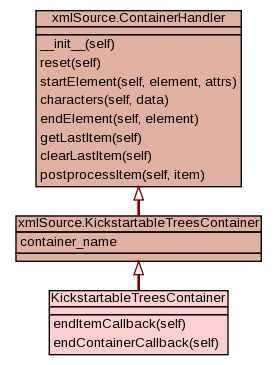 xmlSource.ContainerHandler
__init__(self)
reset(self)
startElement(self, element, attrs)
characters(self, data)
endElement(self, element)
getLastItem(self)
clearLastItem(self)
postprocessItem(self, item)
xmlSource.KickstartableTreesContainer
container_name
KickstartableTreesContainer
endItemCallback(self)
endContainerCallback(self)